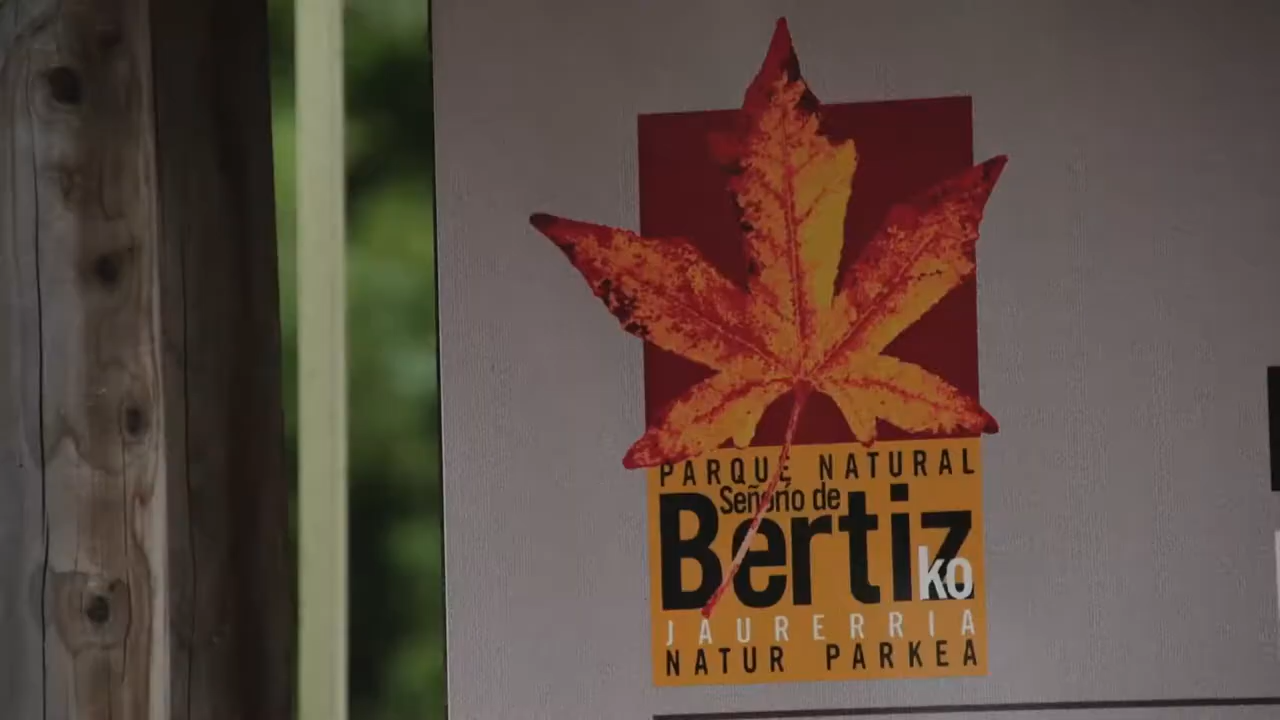 PARQUE NATURAL
Señorío de
Bertiz
ko
JAURERRIA
NATUR PARKEA